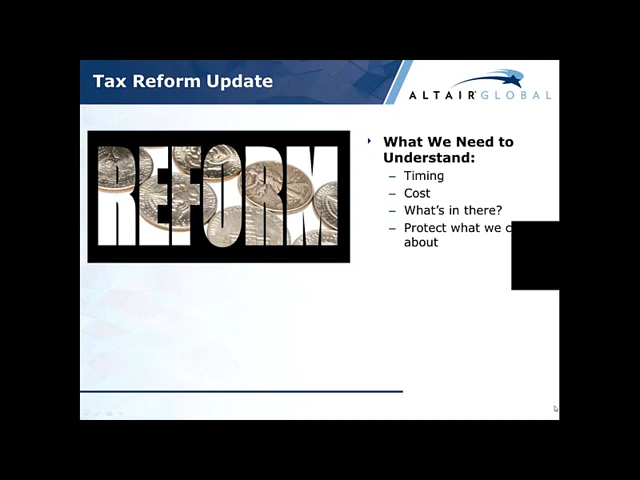 Tax Reform Update
ALTAIR GLOBAL
REFORM
What We Need to
Understand:
– Timing
– Cost
– What's in there?
– Protect what we
about